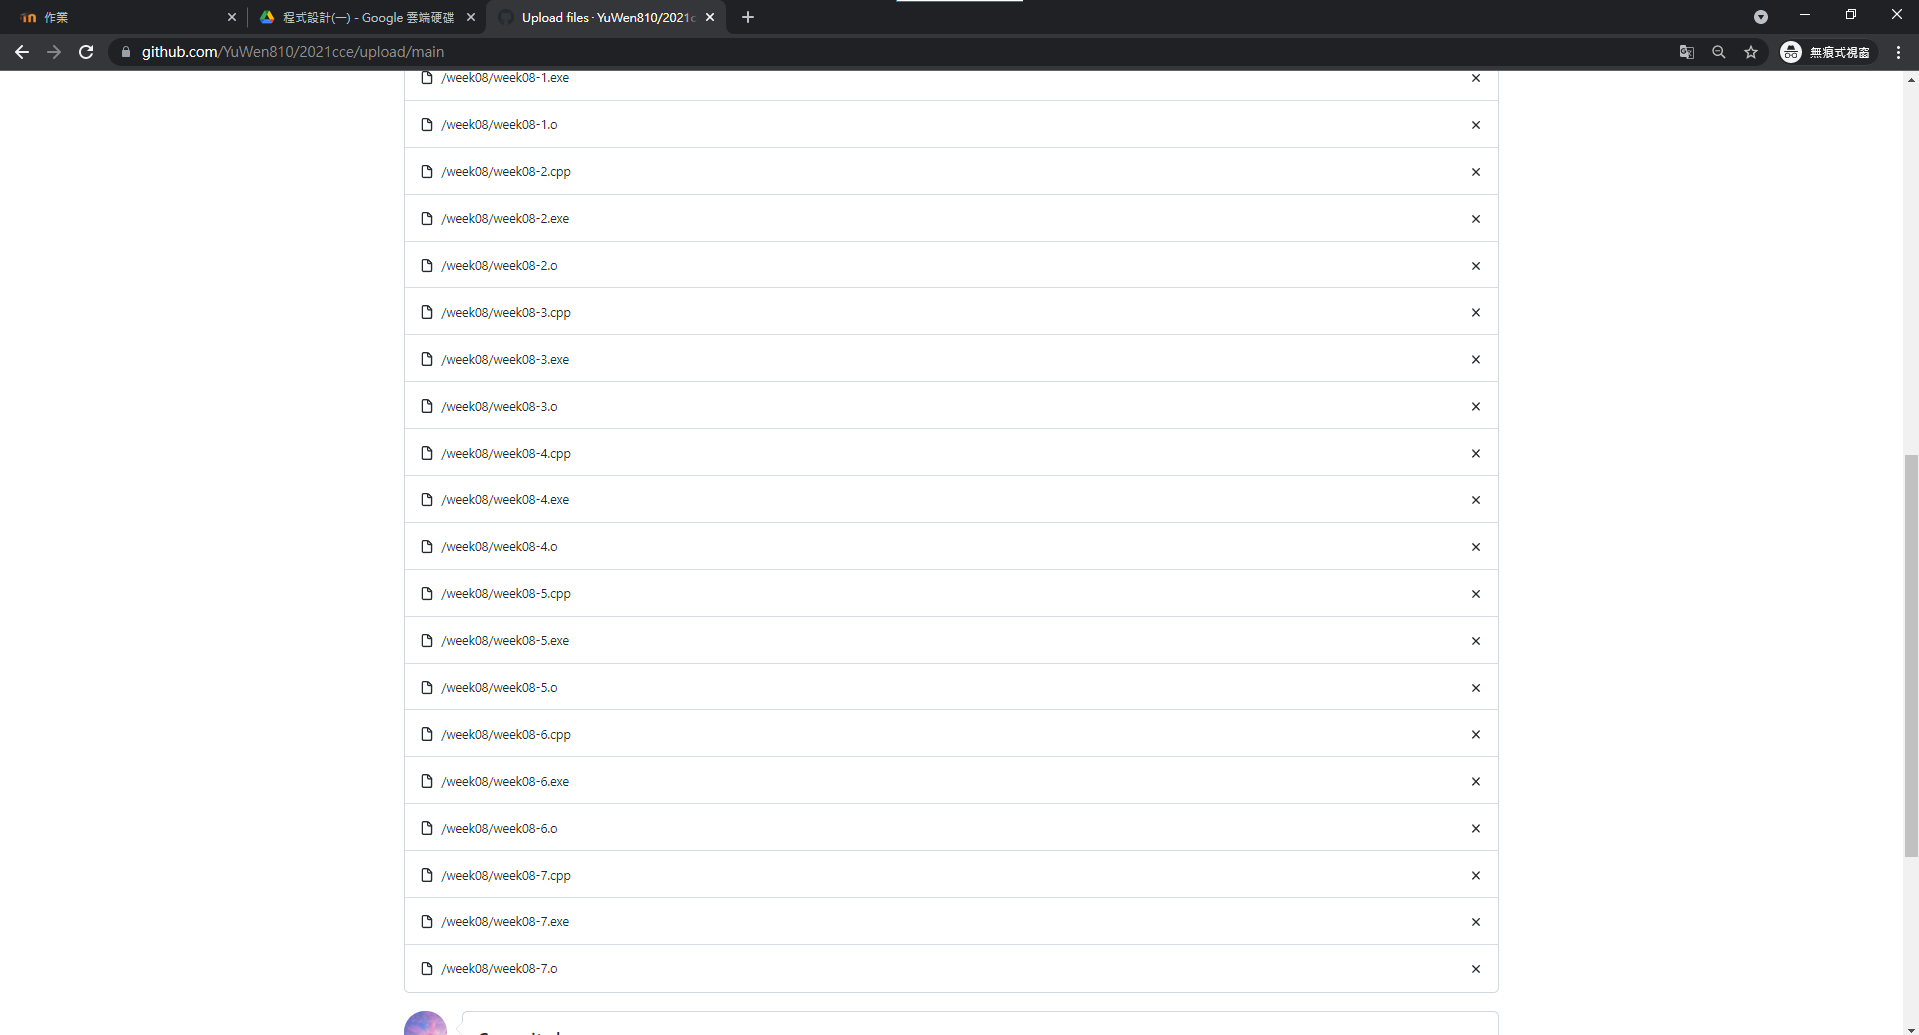 作業
程式設計(一) - Google 雲端硬碟
Upload files · YuWen810/2021c
github.com/YuWen810/2021cce/upload/main
無痕式視窗
/week08/week08-1.exe
/week08/week08-1.o
/week08/week08-2.cpp
/week08/week08-2.exe
/week08/week08-2.o
/week08/week08-3.cpp
/week08/week08-3.exe
/week08/week08-3.o
/week08/week08-4.cpp
/week08/week08-4.exe
/week08/week08-4.o
/week08/week08-5.cpp
/week08/week08-5.exe
/week08/week08-5.o
/week08/week08-6.cpp
/week08/week08-6.exe
/week08/week08-6.o
/week08/week08-7.cpp
/week08/week08-7.exe
/week08/week08-7.o